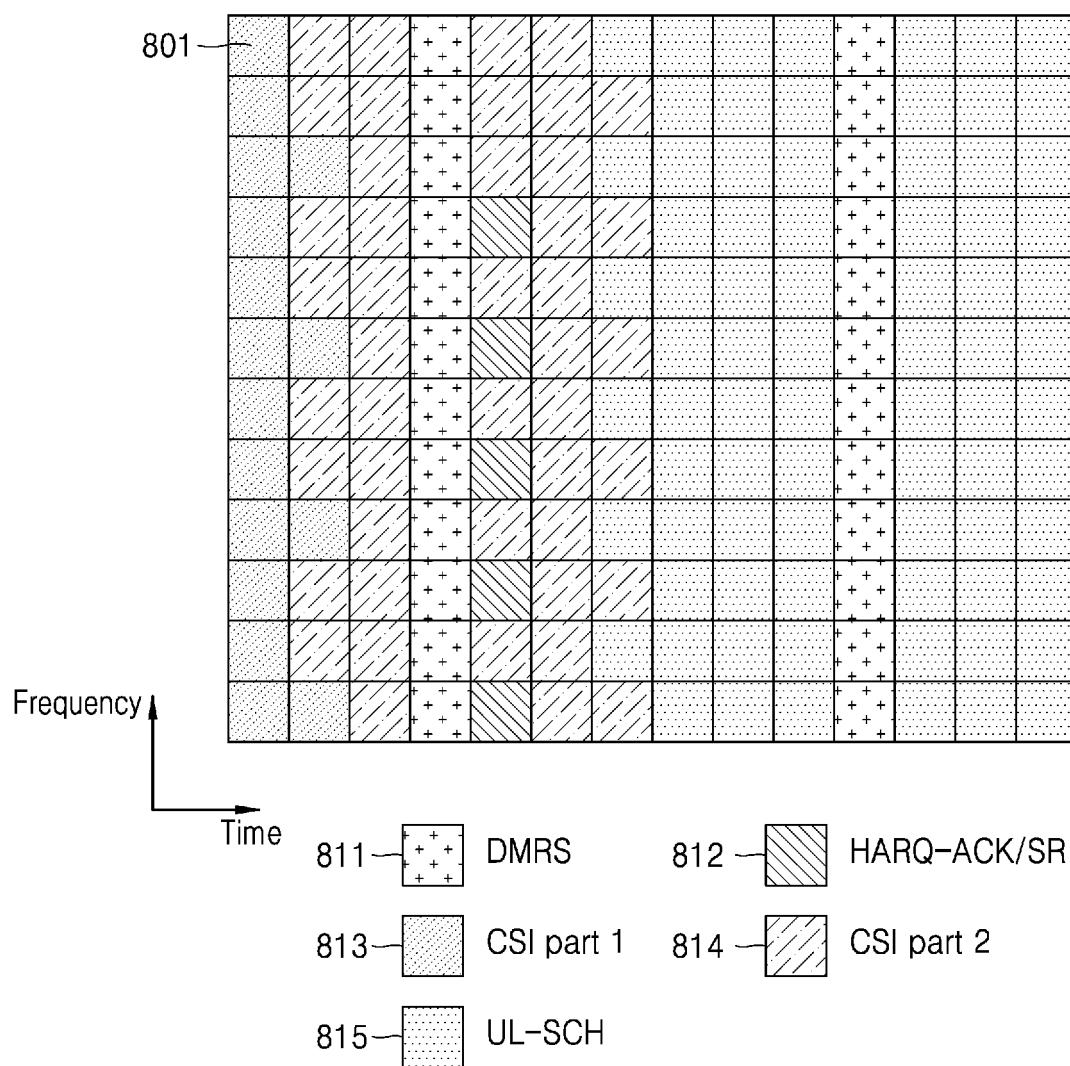 801
Frequency
Time
811 DMRS
812 HARQ-ACK/SR
813 CSI part 1
814 CSI part 2
815 UL-SCH